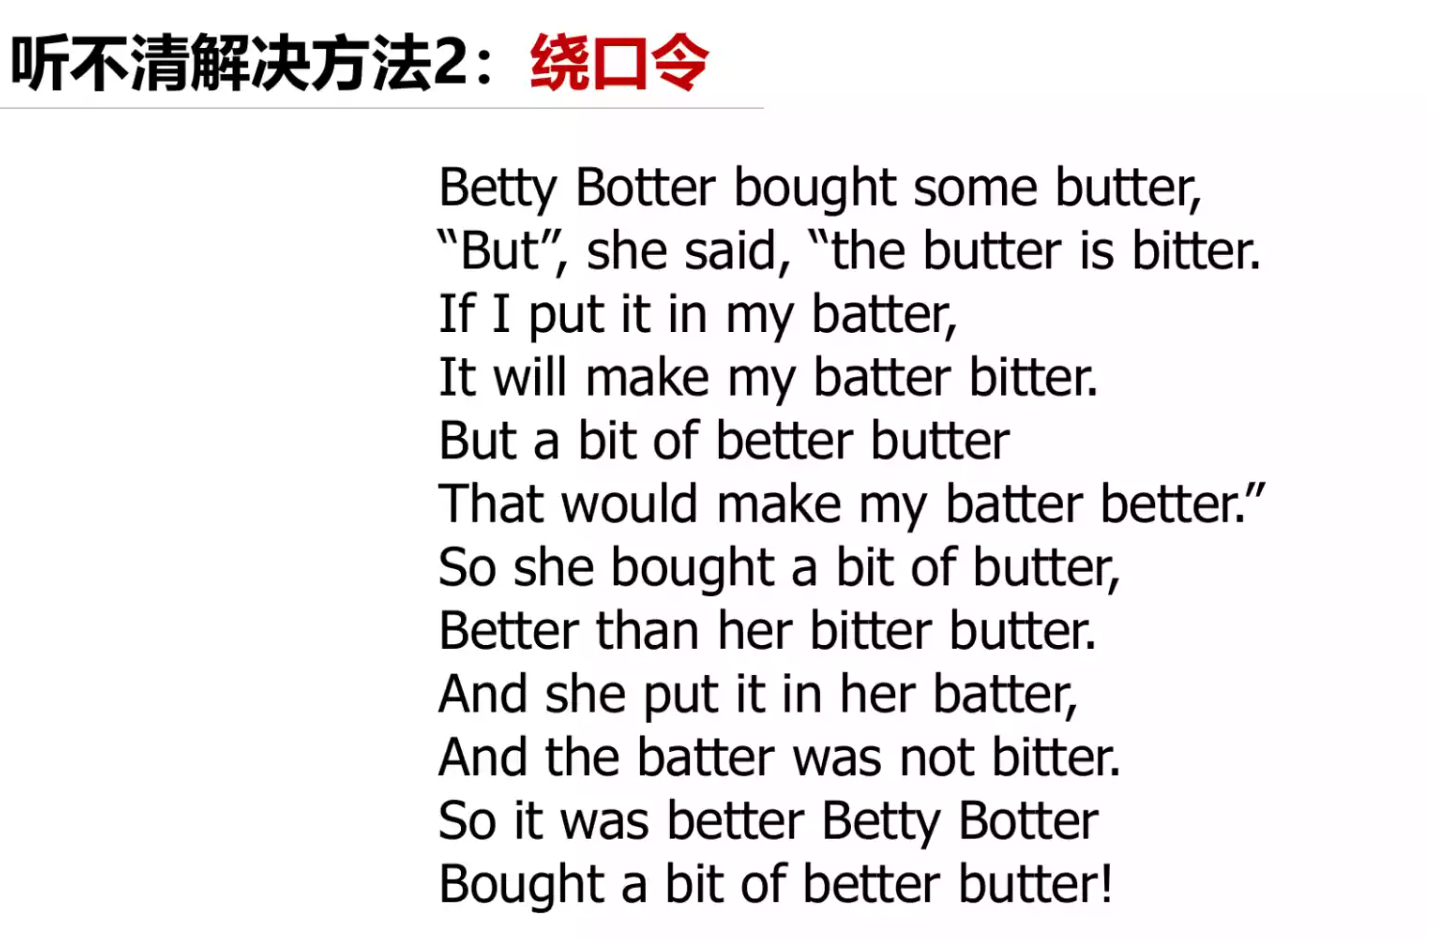 听不清解决方法2：绕口令
Betty Botter bought some butter,
“But”, she said, “the butter is bitter.
If I put it in my batter,
It will make my batter bitter.
But a bit of better butter
That would make my batter better.”
So she bought a bit of butter,
Better than her bitter butter.
And she put it in her batter,
And the batter was not bitter.
So it was better Betty Botter
Bought a bit of better butter!